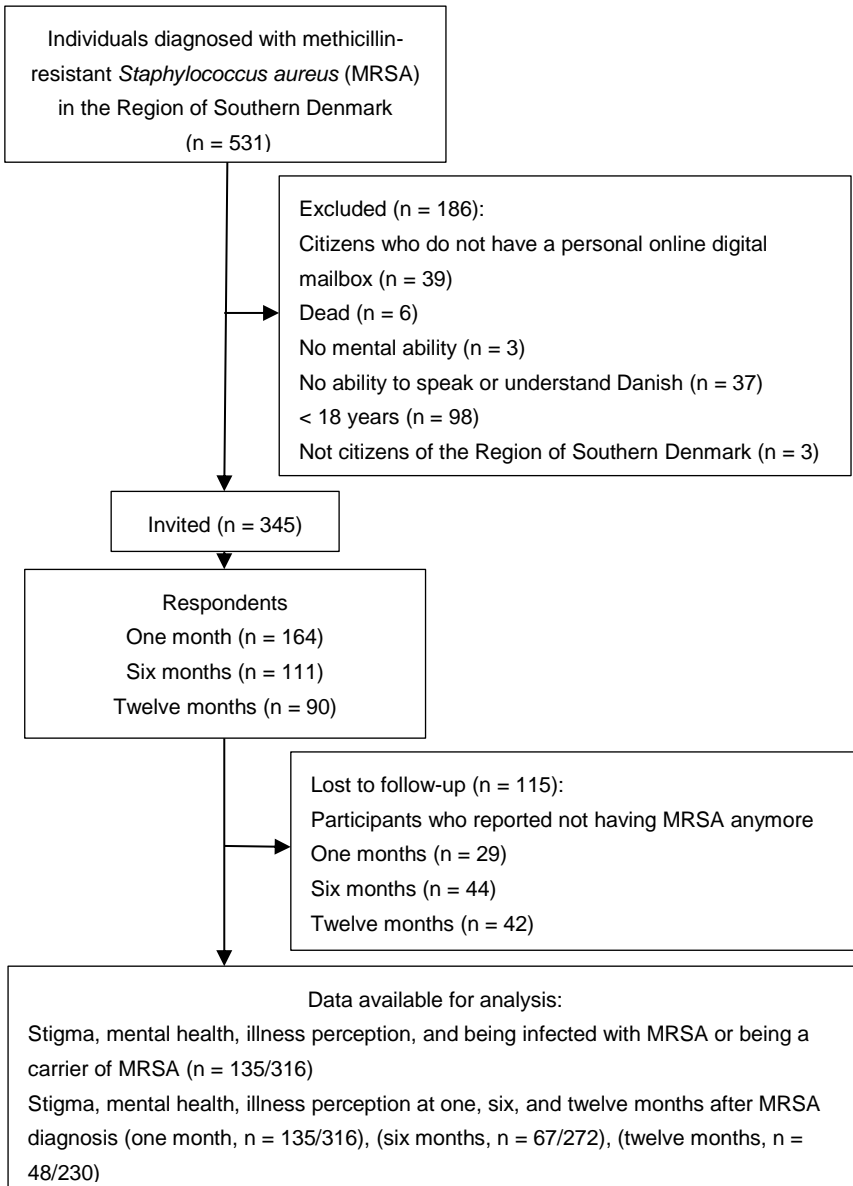 Individuals diagnosed with methicillin-
resistant Staphylococcus aureus (MRSA)
in the Region of Southern Denmark
(n = 531)
Excluded (n = 186):
Citizens who do not have a personal online digital
mailbox (n = 39)
Dead (n = 6)
No mental ability (n = 3)
No ability to speak or understand Danish (n = 37)
< 18 years (n = 98)
Not citizens of the Region of Southern Denmark (n = 3)
Invited (n = 345)
Respondents
One month (n = 164)
Six months (n = 111)
Twelve months (n = 90)
Lost to follow-up (n = 115):
Participants who reported not having MRSA anymore
One months (n = 29)
Six months (n = 44)
Twelve months (n = 42)
Data available for analysis:
Stigma, mental health, illness perception, and being infected with MRSA or being a
carrier of MRSA (n = 135/316)
Stigma, mental health, illness perception at one, six, and twelve months after MRSA
diagnosis (one month, n = 135/316), (six months, n = 67/272), (twelve months, n =
48/230)